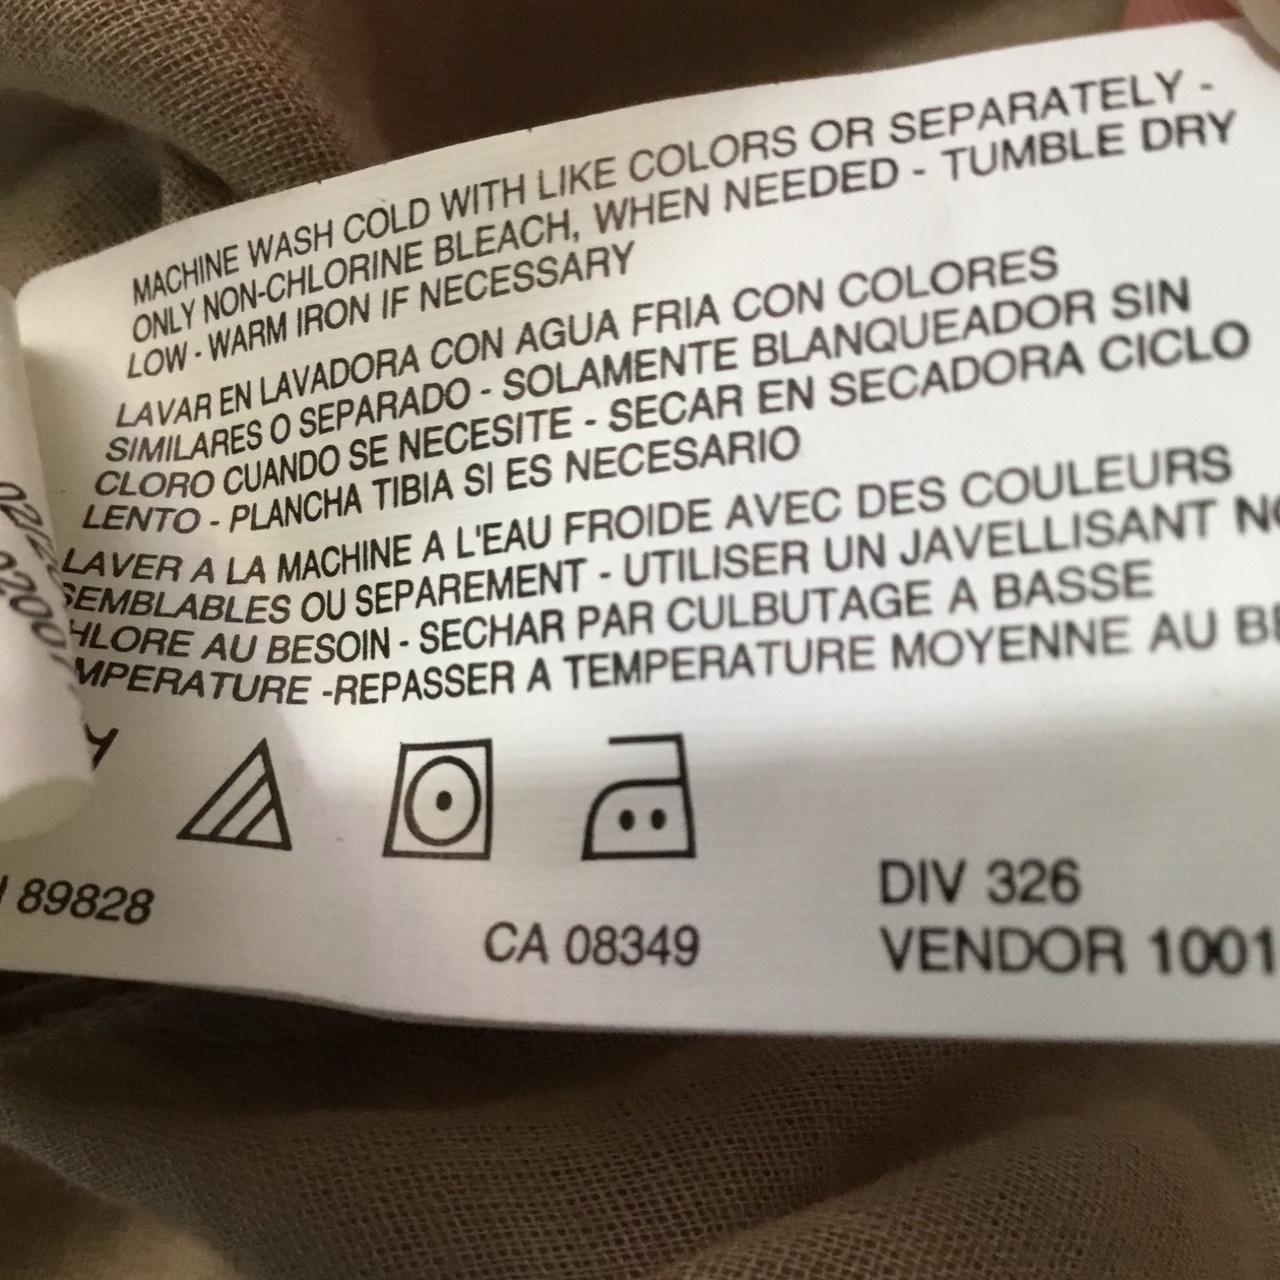 MACHINE WASH COLD WITH LIKE COLORS OR SEPARATELY -
ONLY NON-CHLORINE BLEACH, WHEN NEEDED - TUMBLE DRY
LOW - WARM IRON IF NECESSARY
LAVAR EN LAVADORA CON AGUA FRIA CON COLORES
SIMILARES O SEPARADO - SOLAMENTE BLANQUEADOR SIN
CLORO CUANDO SE NECESITE - SECAR EN SECADORA CICLO
LENTO - PLANCHA TIBIA SI ES NECESARIO
LAVER A LA MACHINE A L'EAU FROIDE AVEC DES COULEURS
SEMBLABLES OU SEPAREMENT - UTILISER UN JAVELLISANT
HLORE AU BESOIN - SECHAR PAR CULBUTAGE A BASSE
MPERATURE -REPASSER A TEMPERATURE MOYENNE AU
89828
CA 08349
DIV 326
VENDOR 1001